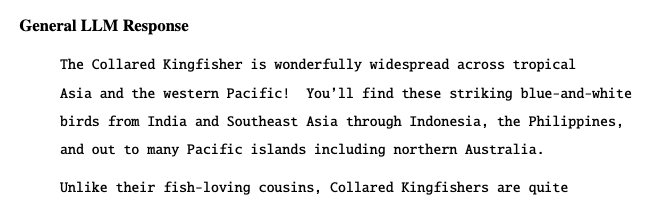 General LLM Response
The Collared Kingfisher is wonderfully widespread across tropical
Asia and the western Pacific! You'll find these striking blue-and-white
birds from India and Southeast Asia through Indonesia, the Philippines,
and out to many Pacific islands including northern Australia.
Unlike their fish-loving cousins, Collared Kingfishers are quite